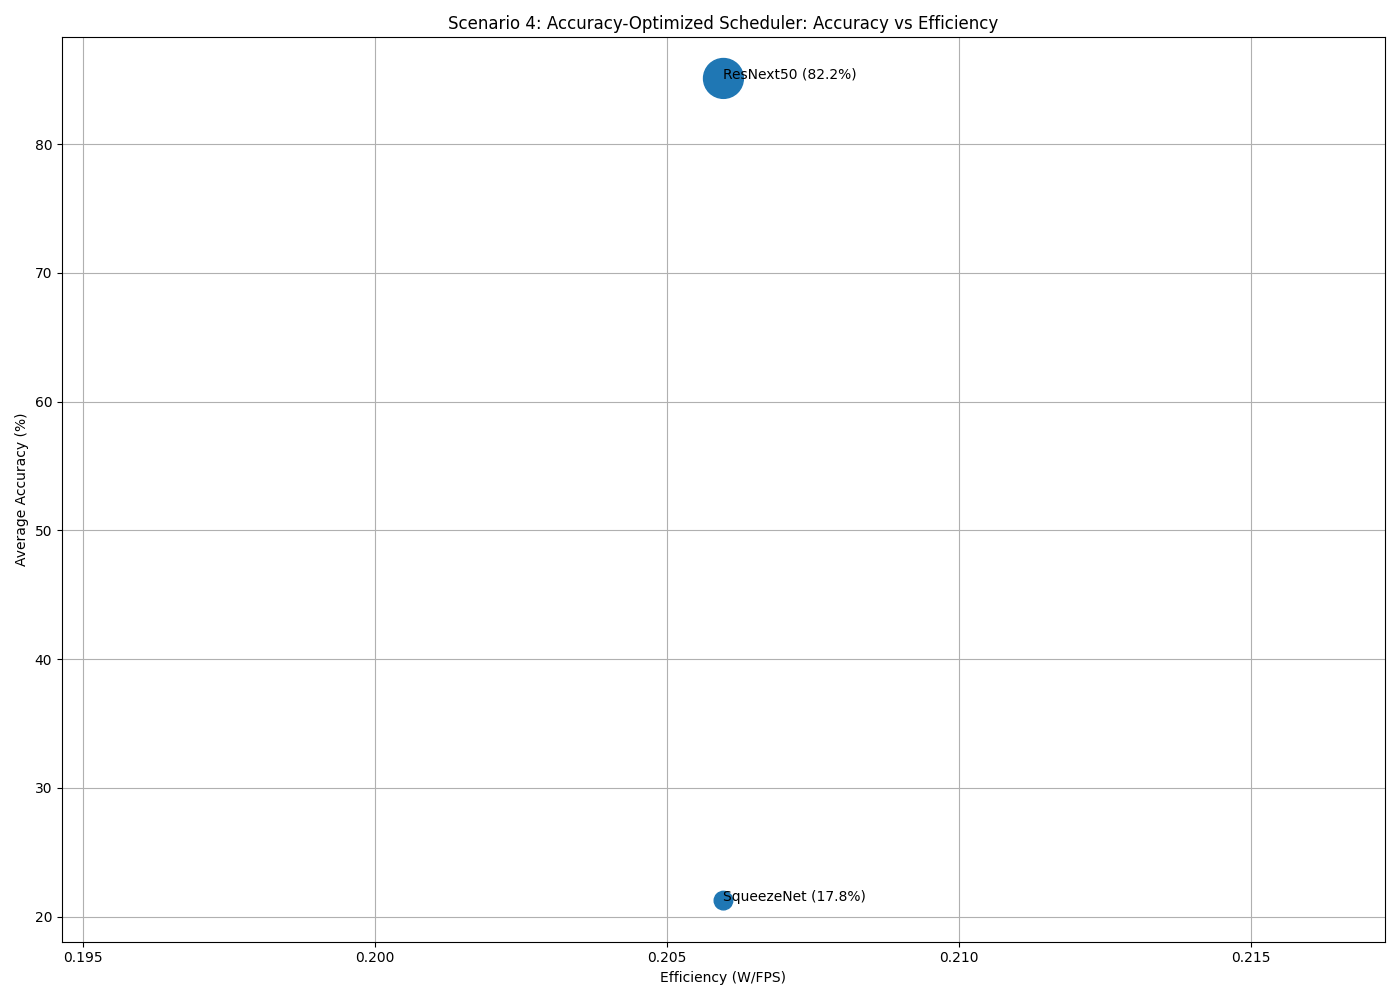 Scenario 4: Accuracy-Optimized Scheduler: Accuracy vs Efficiency
ResNext50 (82.2%)
80
70
60
50
40
30
20
Average Accuracy (%)
SqueezeNet (17.8%)
0.195
0.200
0.205
0.210
0.215
Efficiency (W/FPS)